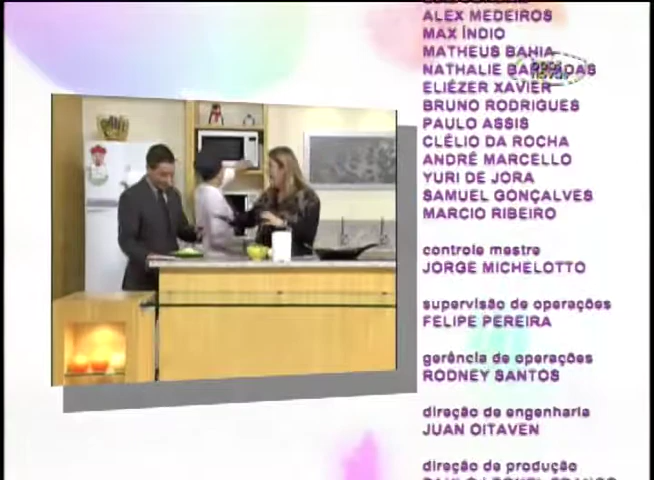 ALEX MEDEIROS
MAX ÍNDIO
MATHEUS BAHIA
NATHALIE
ELIÉZER XAVIER
BRUNO RODRIGUES
PAULO ASSIS
CLÉLIO DA ROCHA
ANDRÉ MARCELLO
YURI DE JORA
SAMUEL GONÇALVES
MARCIO RIBEIRO
controle mestre
JORGE MICHELOTTO
supervisão de operações
FELIPE PEREIRA
gerência de operações
RODNEY SANTOS
direção de engenharia
JUAN OITAVEN
direção de produção